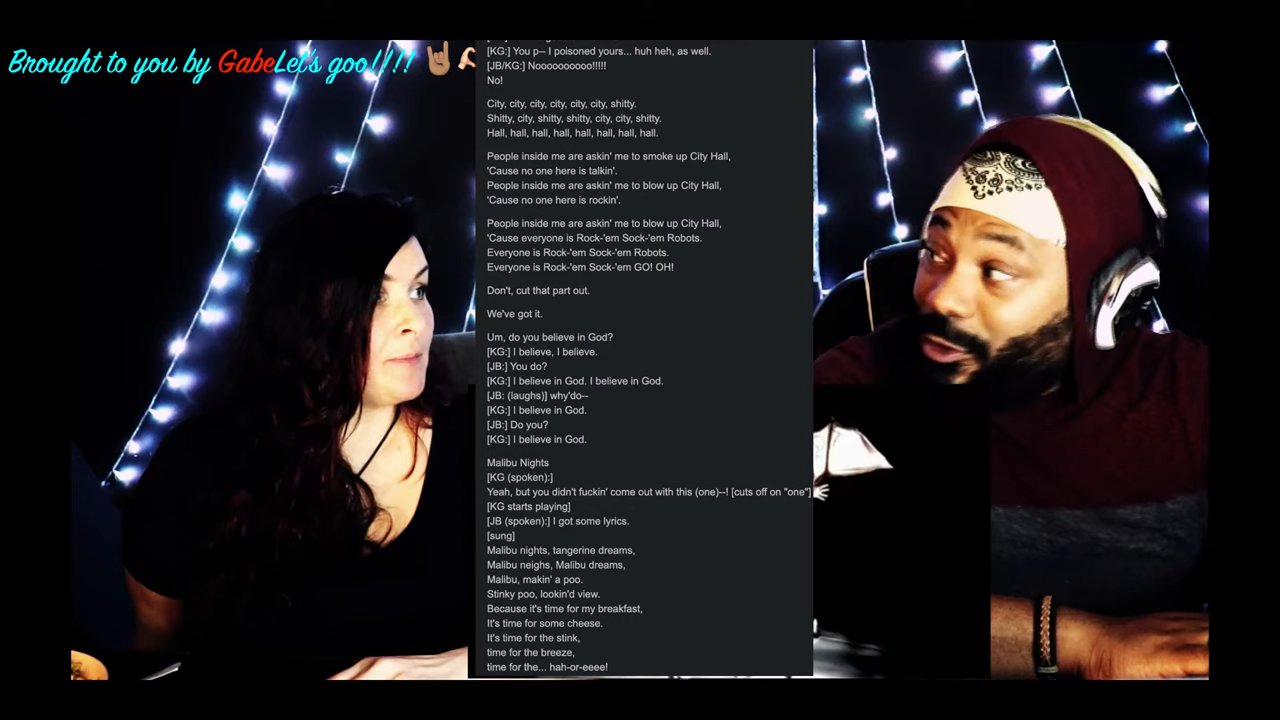 Brought to you by GabeLet's goo!!!!
[KG:] You p-- I poisoned yours... huh heh, as well.
[JB/KG:] Noooooooooo!!!!!
No!
City, city, city, city, city, city, shitty.
Shitty, city, shitty, shitty, city, city, shitty.
Hall, hall, hall, hall, hall, hall, hall, hall.
People inside me are askin' me to smoke up City Hall,
'Cause no one here is talkin'.
People inside me are askin' me to blow up City Hall,
'Cause no one here is rockin'.
People inside me are askin' me to blow up City Hall,
'Cause everyone is Rock-'em Sock-'em Robots.
Everyone is Rock-'em Sock-'em Robots.
Everyone is Rock-'em Sock-'em GO! OH!
Don't, cut that part out.
We've got it.
Um, do you believe in God?
[KG:] I believe, I believe.
[JB:] You do?
[KG:] I believe in God. I believe in God.
[JB: (laughs)] why'do--
[KG:] I believe in God.
[JB:] Do you?
[KG:] I believe in God.
Malibu Nights
[KG (spoken):]
Yeah, but you didn't fuckin' come out with this (one)--! [cuts off on "one"]
[KG starts playing]
[JB (spoken):] I got some lyrics.
[sung]
Malibu nights, tangerine dreams,
Malibu neighs, Malibu dreams,
Malibu, makin' a poo.
Stinky poo, lookin'd view.
Because it's time for my breakfast,
It's time for some cheese.
It's time for the stink,
time for the breeze,
time for the... hah-or-eeee!